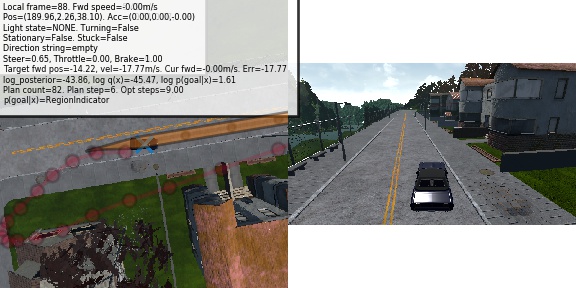 Local frame=88. Fwd speed=-0.00m/s
Pos=(189.96,2.26,38.10). Acc=(0.00,0.00,-0.00)
Light state=NONE. Turning=False
Stationary=False. Stuck=False
Direction string=empty
Steer=0.65, Throttle=0.00, Brake=1.00
Target fwd pos=-14.22, vel=-17.77m/s. Cur fwd=-0.00m/s. Err=-17.77
log_posterior=-43.86, log q(x)=-45.47, log p(goal|x)=1.61
Plan count=82. Plan step=6. Opt steps=9.00
p(goal|x)=RegionIndicator